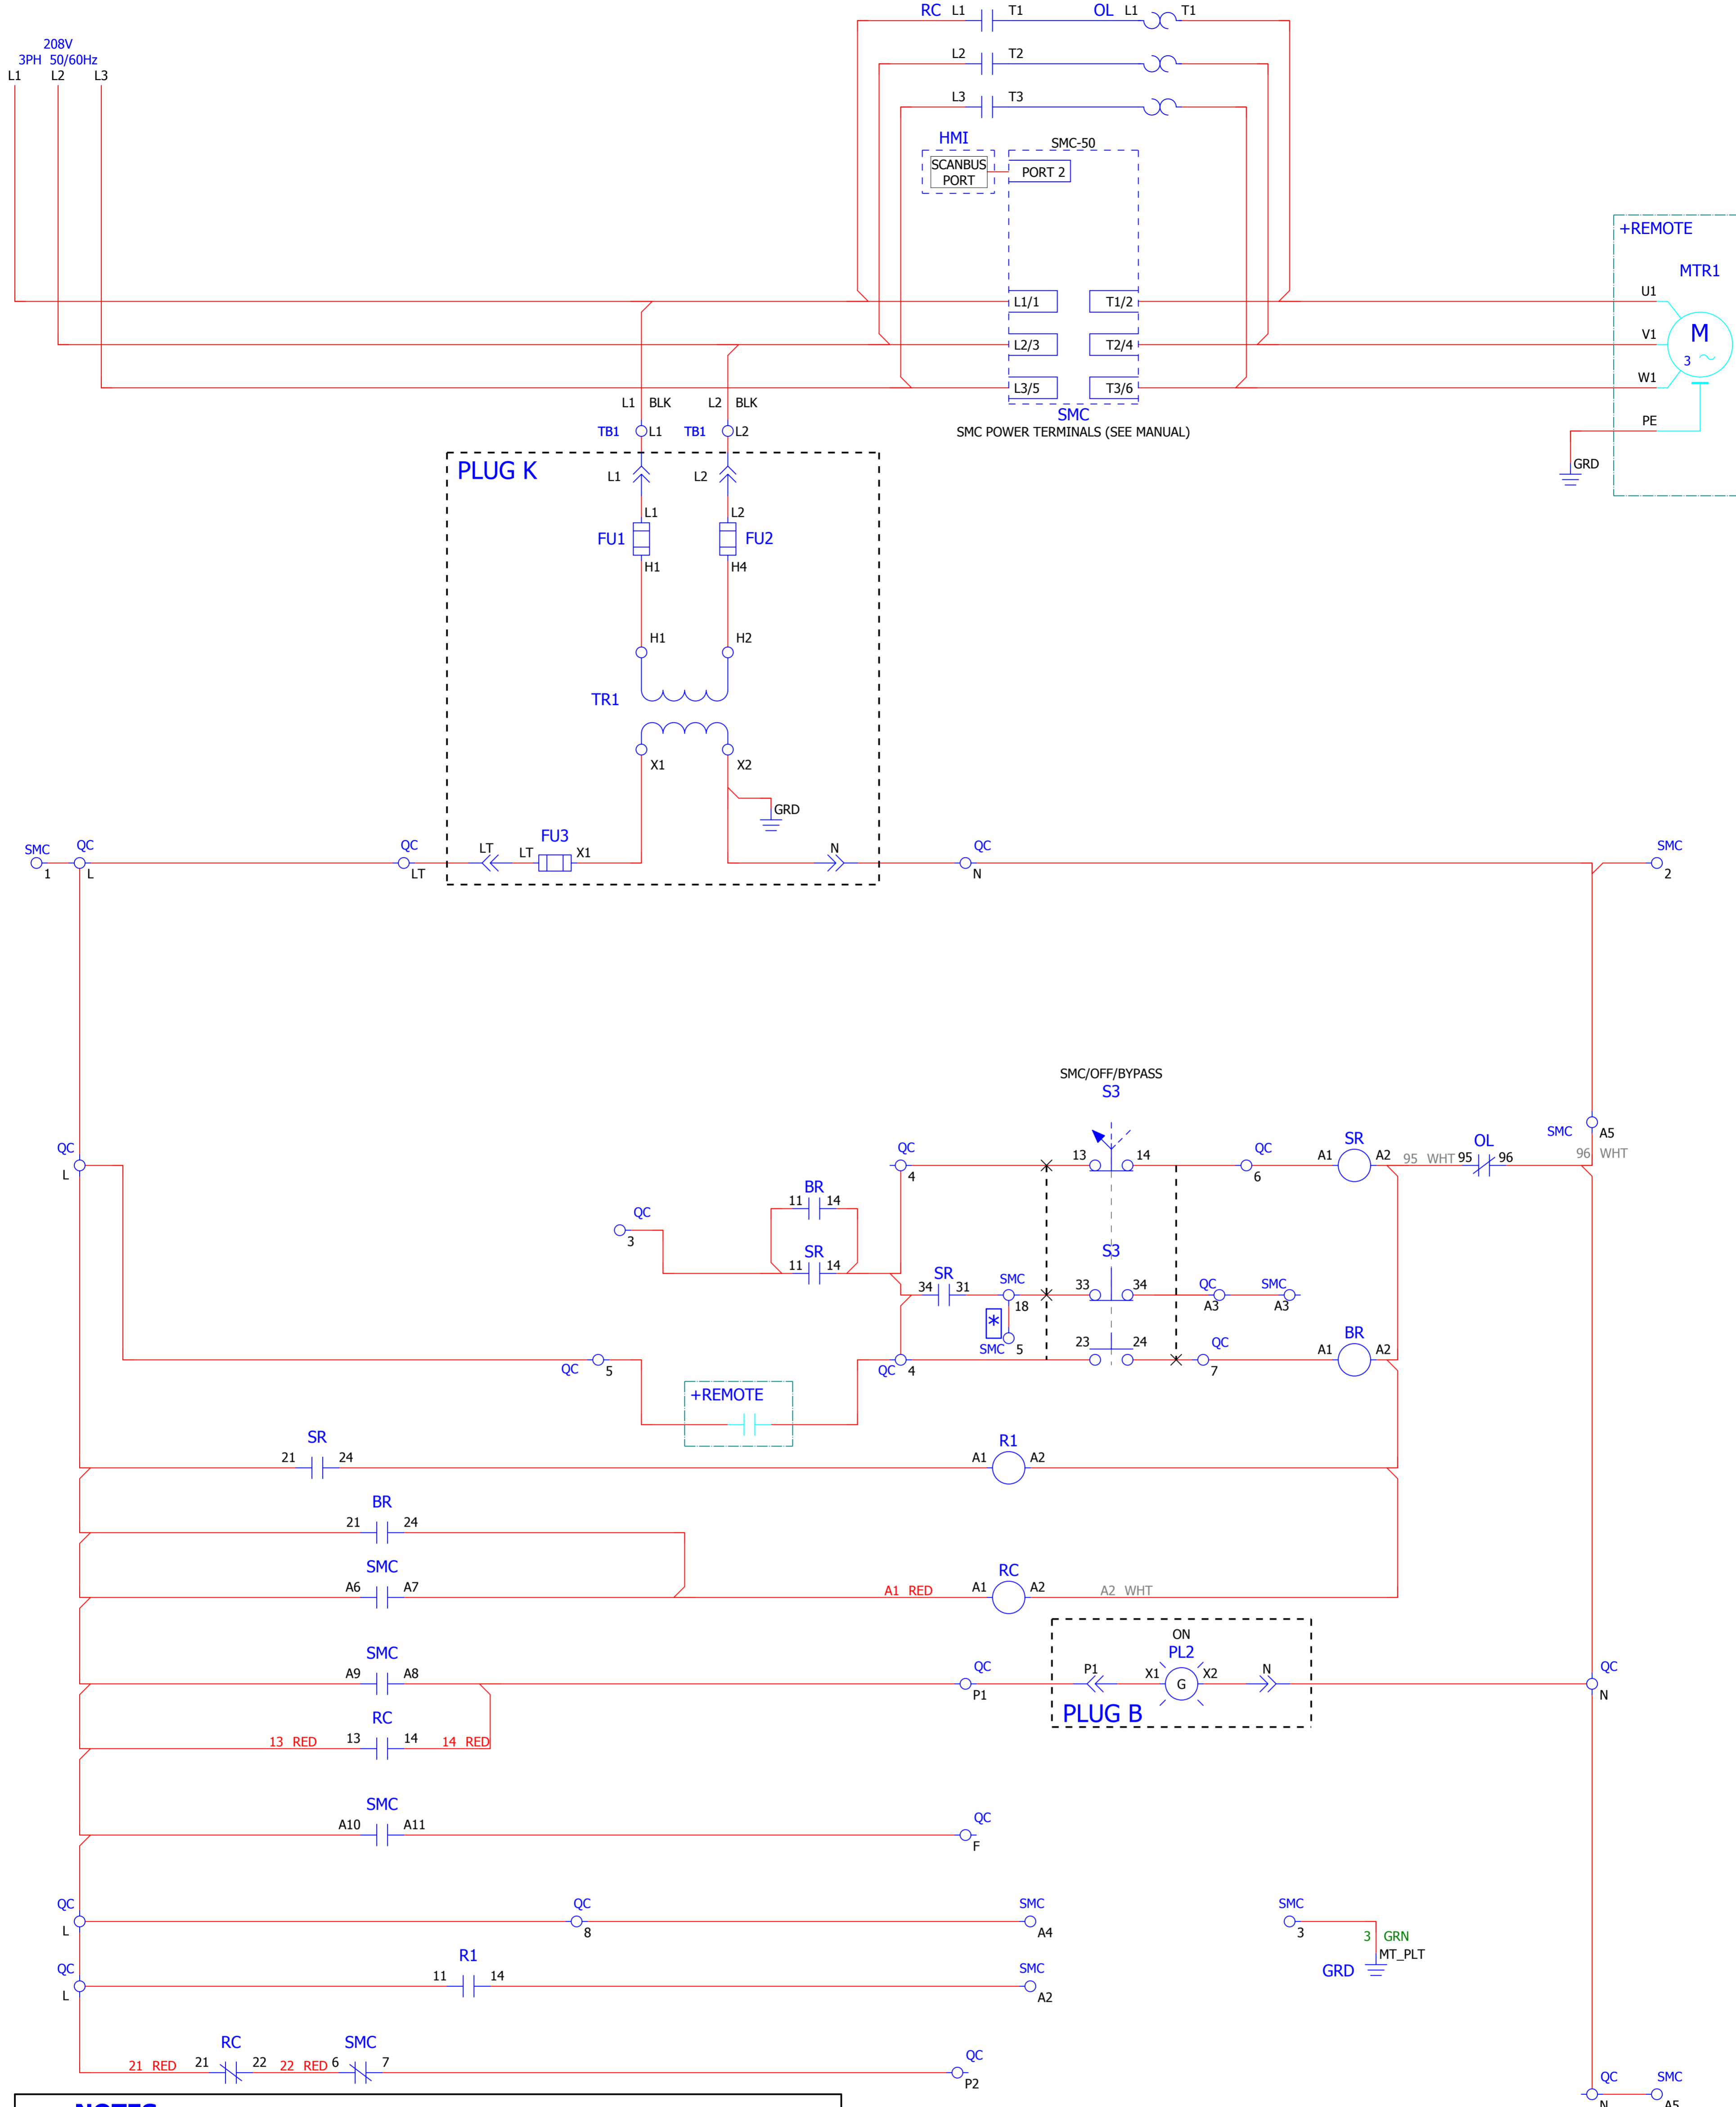 RC L1 T1 OL L1 T1
208V
3PH 50/60Hz
L1 L2 L3
L2 T2
L3 T3
HMI
SMC-50
SCANBUS
PORT
PORT 2
+REMOTE
MTR1
L1/1 T1/2 U1
L2/3 T2/4 V1
M
3
L3/5 T3/6 W1
L1 BLK L2 BLK
SMC
PE
TB1 L1 TB1 L2
SMC POWER TERMINALS (SEE MANUAL)
GRD
PLUG K
L1 L2
L1 L2
FU1 FU2
H1 H4
H1 H2
TR1
X1 X2
GRD
FU3
SMC QC QC LT LT X1 N QC SMC
1 L LT N 2
SMC/OFF/BYPASS
S3
SMC A5
QC QC 13 14 QC SR OL
L 4 6 A1 A2 95 WHT 95 96 96 WHT
BR
11 14
QC
3
SR S3
11 14
SR
34 31 SMC 33 34 QC SMC
18 A3 A3
*
SMC 5 23 24 QC BR
A1 A2
QC 5 QC 4 7
+REMOTE
SR R1
21 24 A1 A2
BR
21 24
SMC RC
A6 A7 A1 RED A1 A2 A2 WHT
ON
SMC PL2
A9 A8 QC P1 X1 X2 N QC
P1 G N
PLUG B
RC
13 RED 13 14 14 RED
SMC
A10 A11 QC
F
QC QC SMC SMC
L 8 A4 3
3 GRN
MT_PLT
GRD
QC R1 SMC
L 11 14 A2
RC SMC
21 RED 21 22 22 RED 6 7 QC
P2
QC SMC
N A5
NOTES